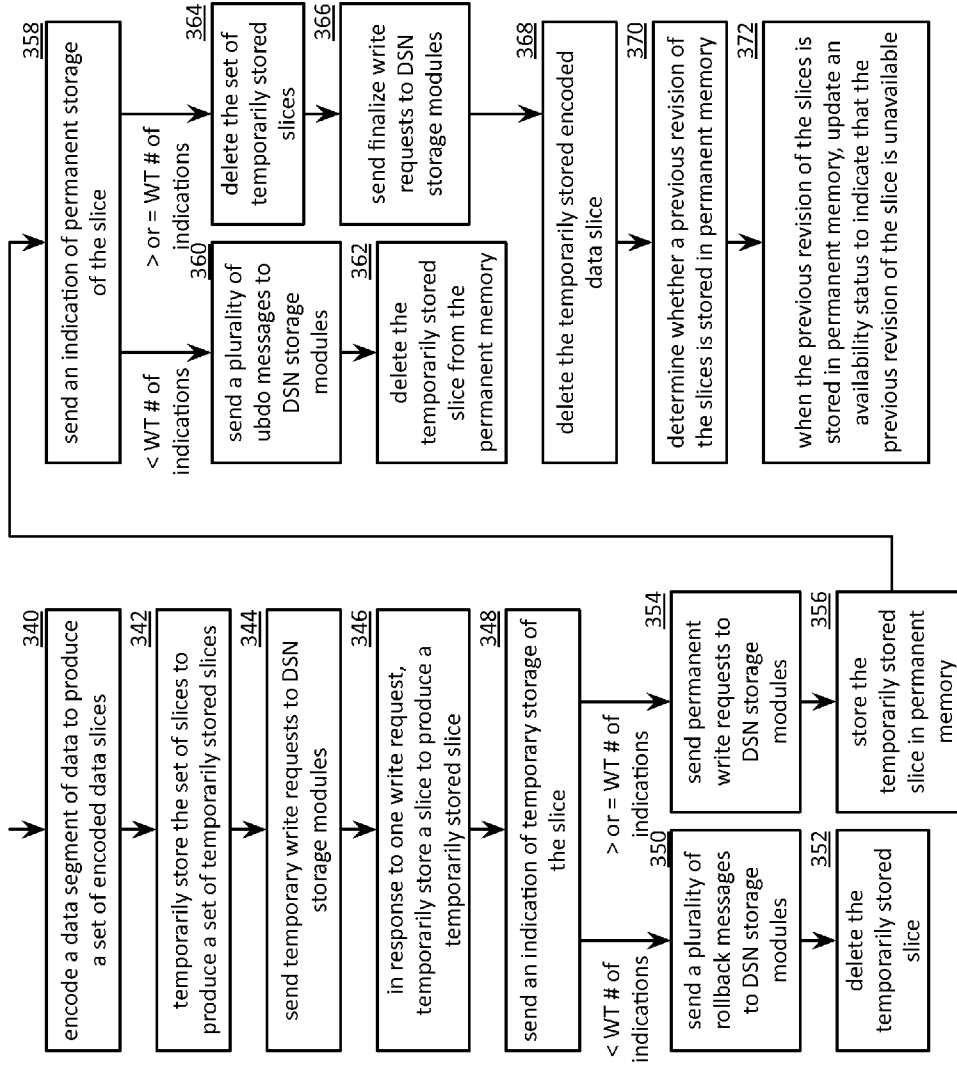 340
encode a data segment of data to produce
a set of encoded data slices
342
temporarily store the set of slices to
produce a set of temporarily stored slices
344
send temporary write requests to DSN
storage modules
346
in response to one write request,
temporarily store a slice to produce a
temporarily stored slice
348
send an indication of temporary storage of
the slice
< WT # of
indications
350
send a plurality of
rollback messages
to DSN storage
modules
352
delete the
temporarily stored
slice
> or = WT # of
indications
354
send permanent
write requests to
DSN storage
modules
356
store the
temporarily stored
slice in permanent
memory
358
send an indication of permanent storage
of the slice
< WT # of
indications
360
send a plurality of
ubdo messages to
DSN storage
modules
362
delete the
temporarily stored
slice from the
permanent memory
> or = WT # of
indications
364
delete the set of
temporarily stored
slices
366
send finalize write
requests to DSN
storage modules
368
delete the temporarily stored encoded
data slice
370
determine whether a previous revision of
the slices is stored in permanent memory
372
when the previous revision of the slices is
stored in permanent memory, update an
availability status to indicate that the
previous revision of the slice is unavailable